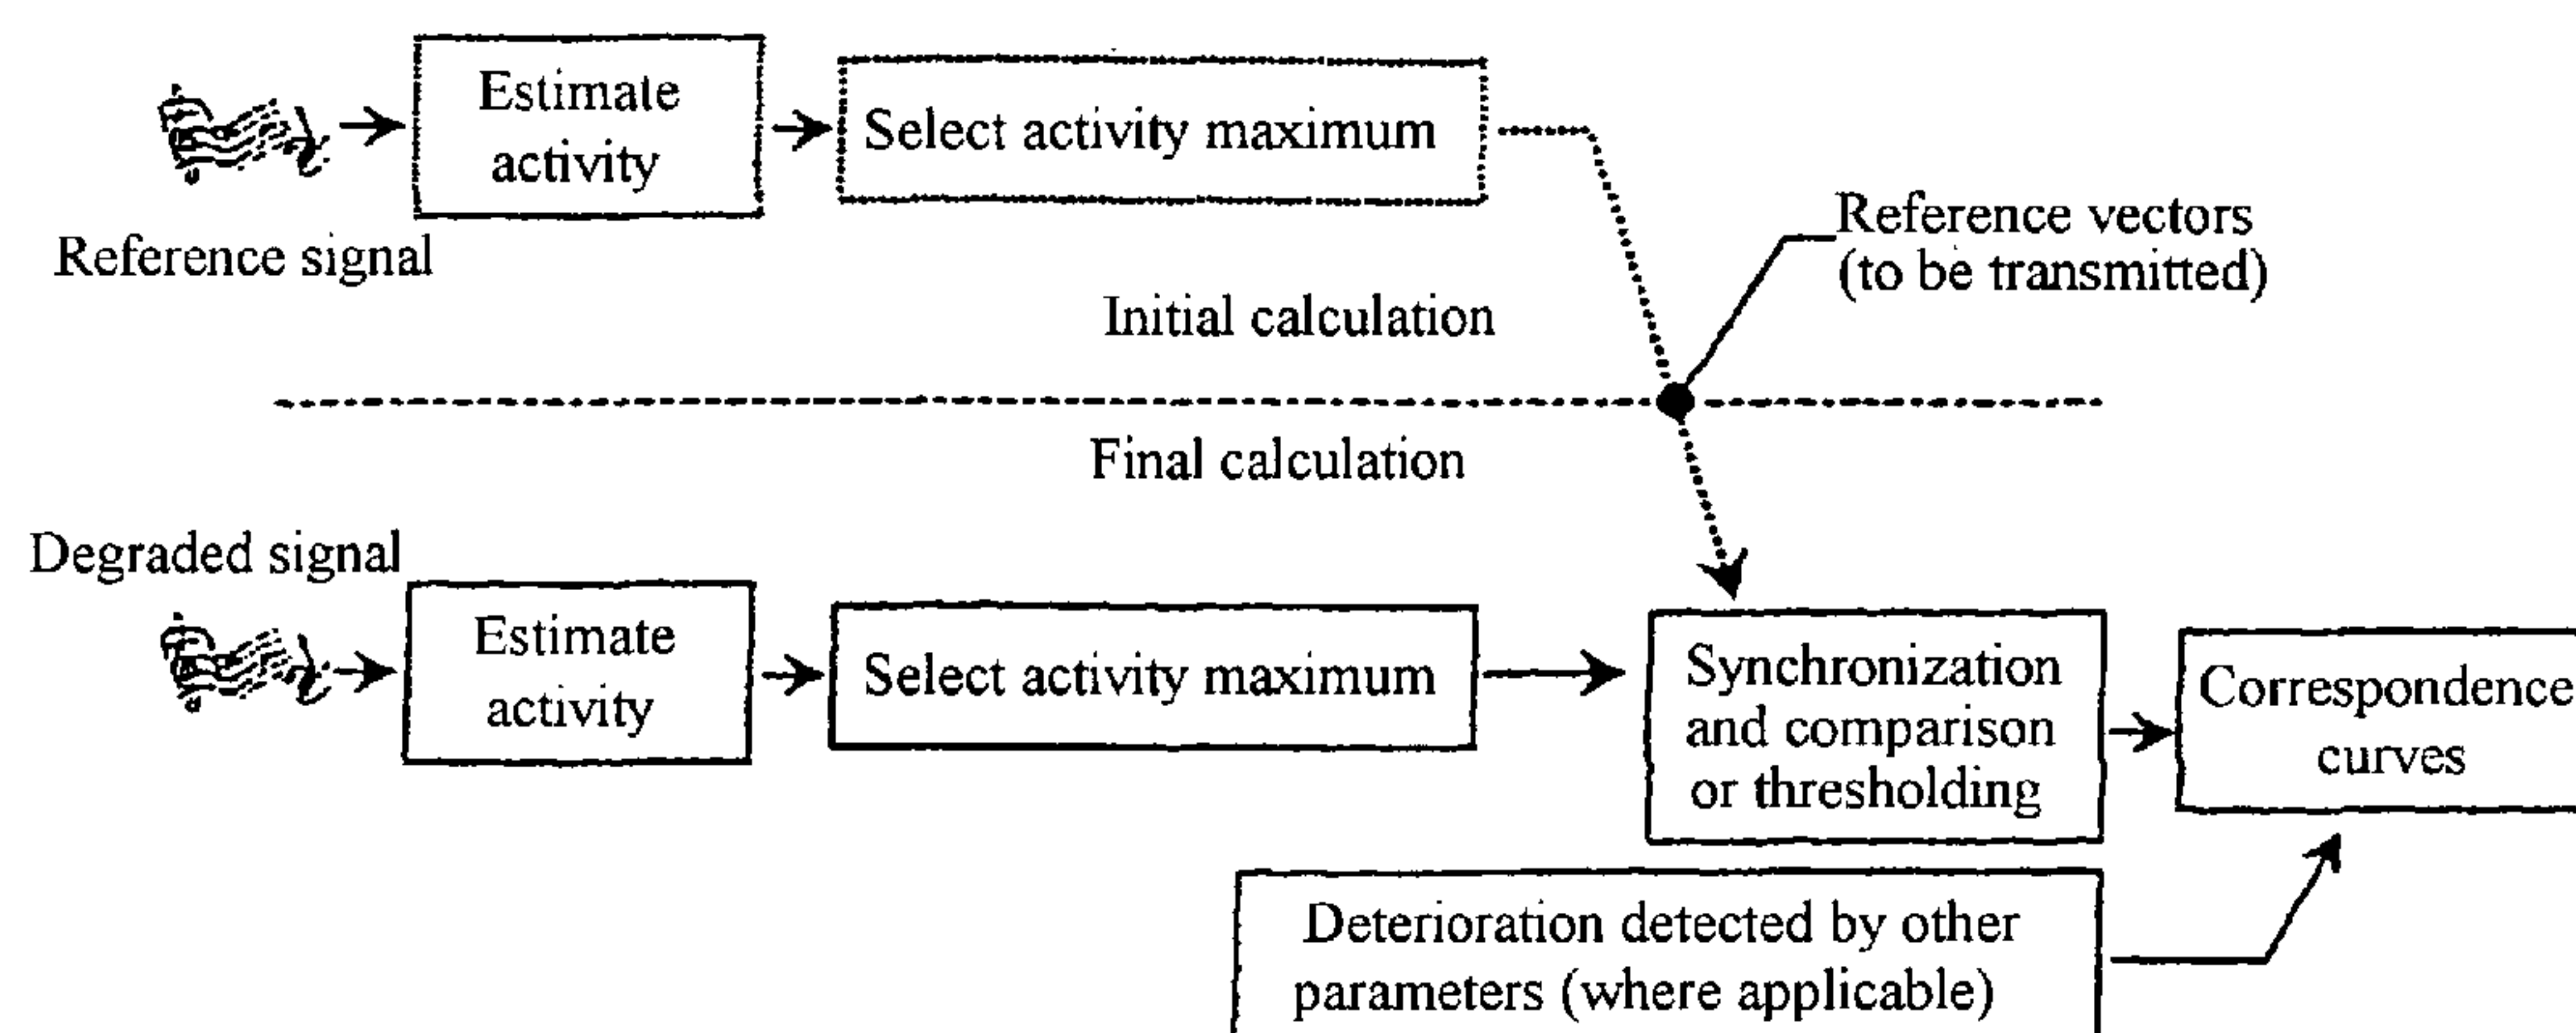 Estimate
activity
Select activity maximum
Reference signal
Reference vectors
(to be transmitted)
Initial calculation
Final calculation
Degraded signal
Estimate
activity
Select activity maximum
Synchronization
and comparison
or thresholding
Correspondence
curves
Deterioration detected by other
parameters (where applicable)